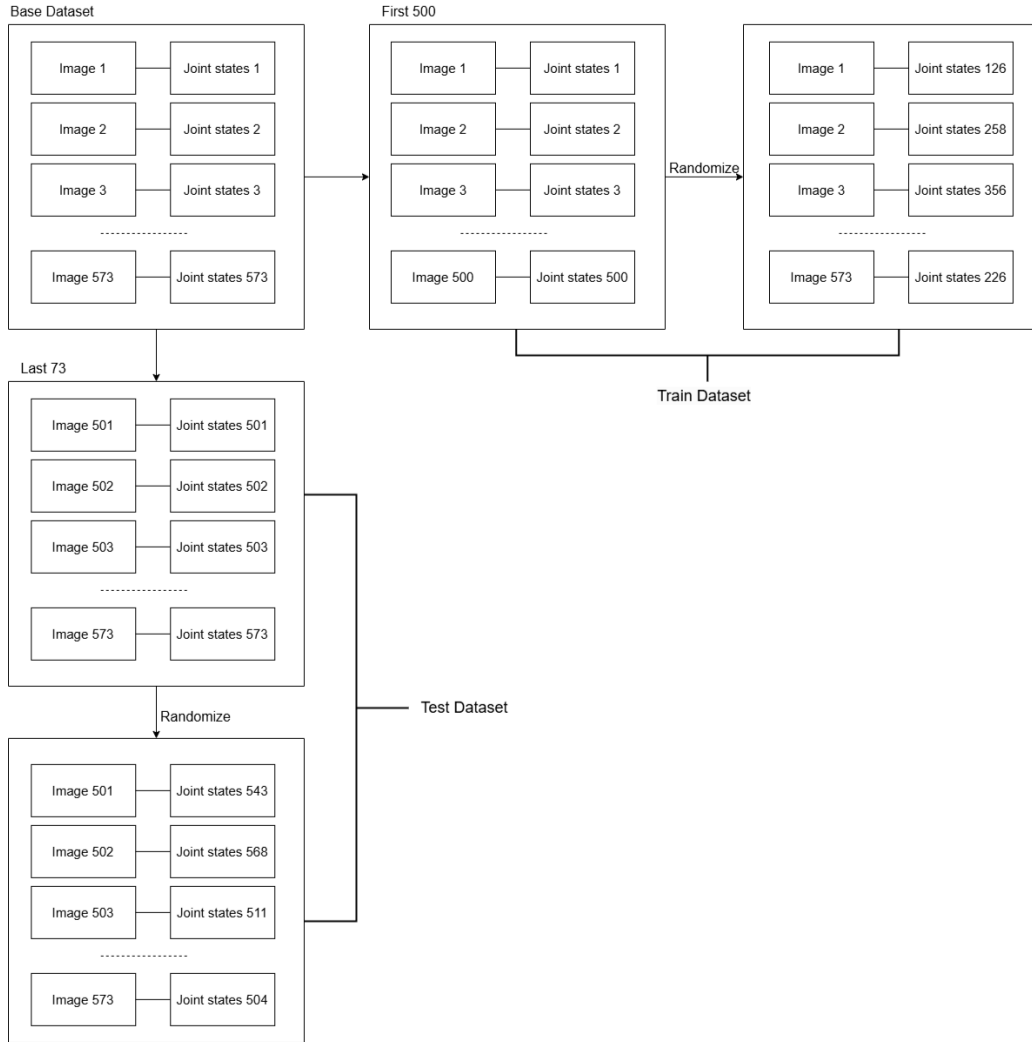 Base Dataset
Image 1
Joint states 1
Image 2
Joint states 2
Image 3
Joint states 3
Image 573
Joint states 573
First 500
Image 1
Joint states 1
Image 2
Joint states 2
Image 3
Joint states 3
Image 500
Joint states 500
Randomize
Image 1
Joint states 126
Image 2
Joint states 258
Image 3
Joint states 356
Image 573
Joint states 226
Train Dataset
Last 73
Image 501
Joint states 501
Image 502
Joint states 502
Image 503
Joint states 503
Image 573
Joint states 573
Randomize
Test Dataset
Image 501
Joint states 543
Image 502
Joint states 568
Image 503
Joint states 511
Image 573
Joint states 504